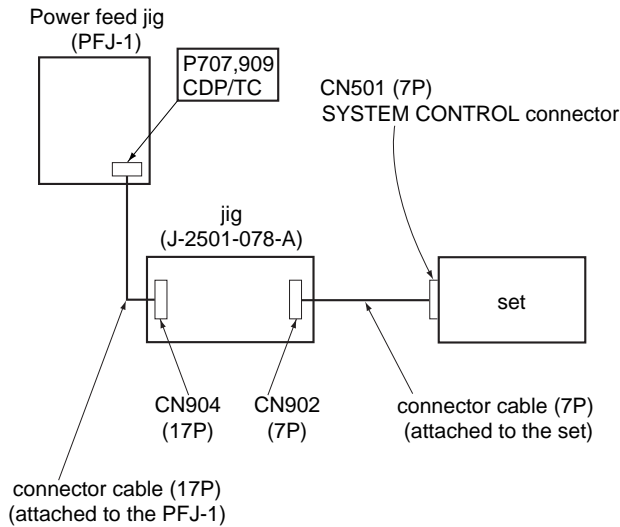 Power feed jig
(PFJ-1)
P707,909
CDP/TC
CN501 (7P)
SYSTEM CONTROL connector
jig
(J-2501-078-A)
set
CN904
(17P)
CN902
(7P)
connector cable (7P)
(attached to the set)
connector cable (17P)
(attached to the PFJ-1)